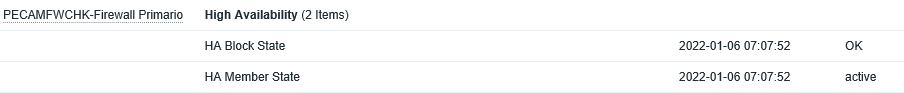 PECAMFWCHK-Firewall Primario High Availability (2 Items)
HA Block State 2022-01-06 07:07:52 OK
HA Member State 2022-01-06 07:07:52 active